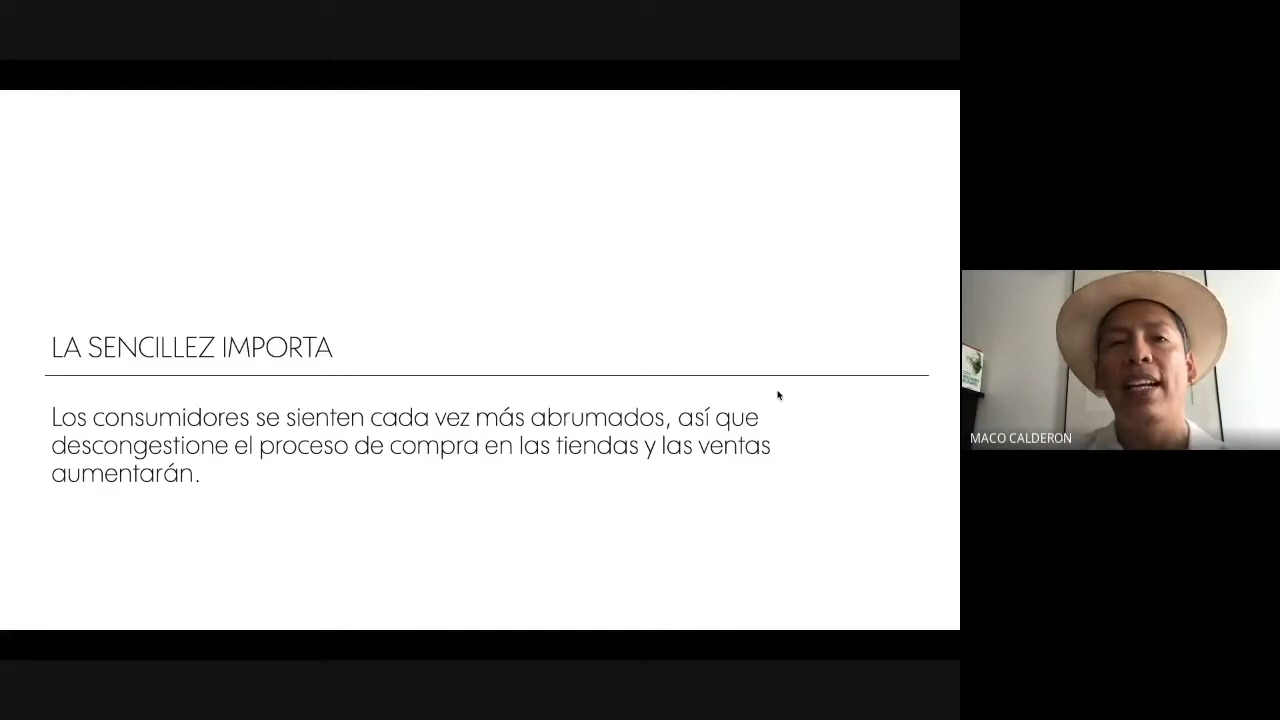 LA SENCILLEZ IMPORTA
Los consumidores se sienten cada vez más abrumados, así que
descongestione el proceso de compra en las tiendas y las ventas
aumentarán.
MACO CALDERON